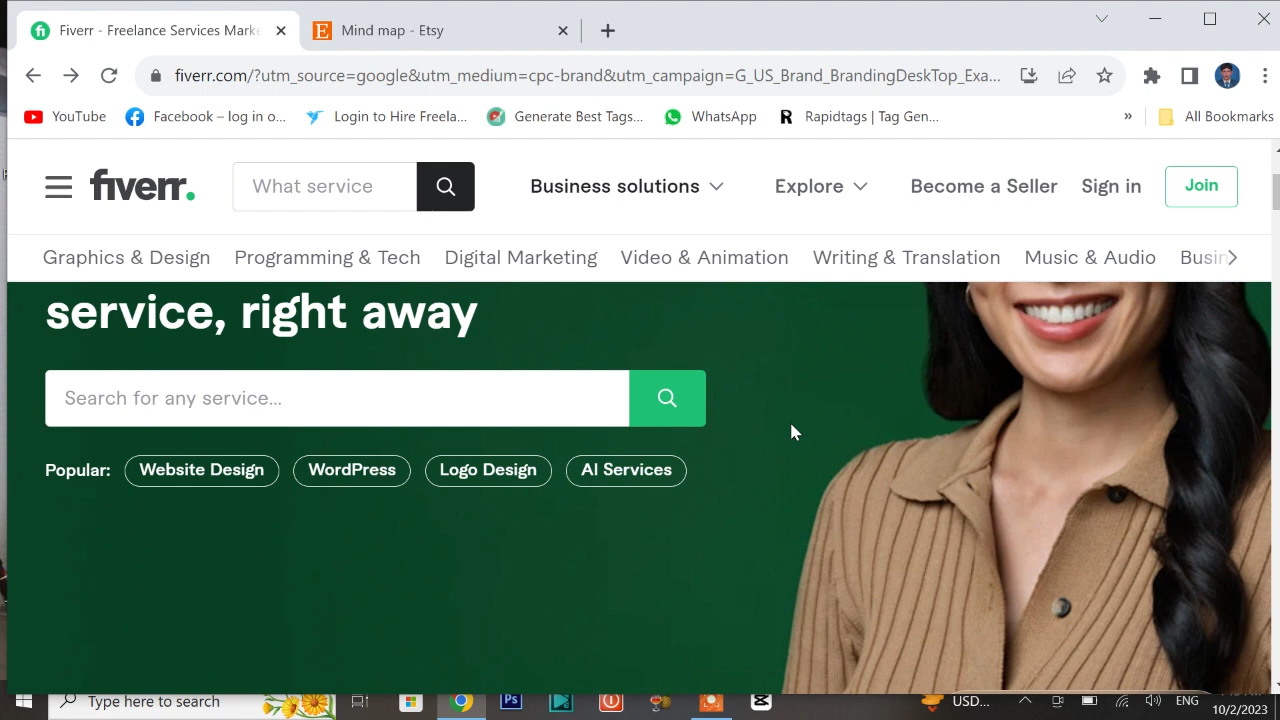 Fiverr - Freelance Services Marke
Mind map - Etsy
fiverr.com/?utm_source=google&utm_medium=cpc-brand&utm_campaign=G_US_Brand_BrandingDeskTop_Exa...
YouTube
Facebook – log in o...
Login to Hire Freela...
Generate Best Tags...
WhatsApp
R
Rapidtags | Tag Gen...
»
All Bookmarks
fiverr.
What service
Business solutions
Explore
Become a Seller
Sign in
Join
Graphics & Design
Programming & Tech
Digital Marketing
Video & Animation
Writing & Translation
Music & Audio
Busin
service, right away
Search for any service...
Popular:
Website Design
WordPress
Logo Design
AI Services
Type here to search
Ps
USD...
ENG
10/2/2023